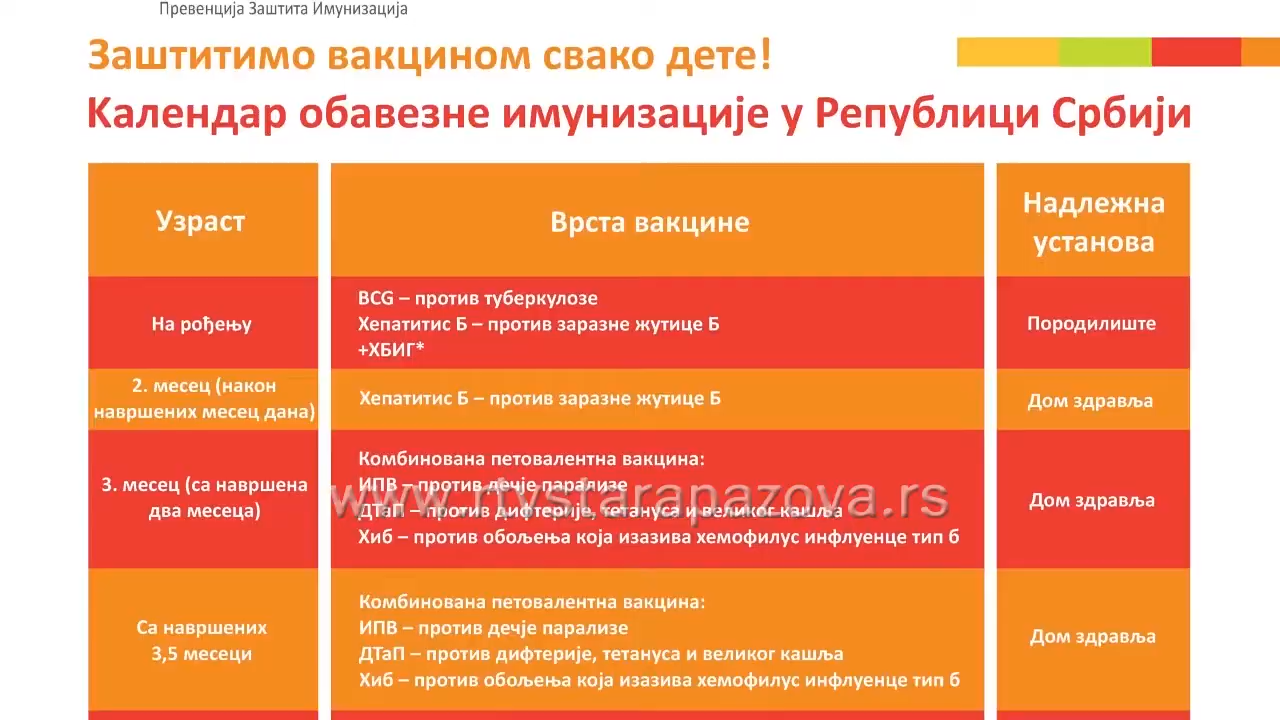 Превенција Заштита Имунизација
Заштитимо вакцином свако дете!
Календар обавезне имунизације у Републици Србији
Узраст
Врста вакцине
Надлежна
установа
На рођењу
BCG – против туберкулозе
Хепатитис Б – против заразне жутице Б
+ХБИГ*
Породилиште
2. месец (након
навршених месец дана)
Хепатитис Б – против заразне жутице Б
Дом здравља
3. месец (са навршена
два месеца)
Комбинована петовалентна вакцина:
ИПВ – против дечје парализе
ДТаП – против дифтерије, тетануса и великог кашља
Хиб – против обољења која изазива хемофилус инфлуенце тип б
Дом здравља
www.rtvstarapazova.rs
Са навршених
3,5 месеци
Комбинована петовалентна вакцина:
ИПВ – против дечје парализе
ДТаП – против дифтерије, тетануса и великог кашља
Хиб – против обољења која изазива хемофилус инфлуенце тип б
Дом здравља